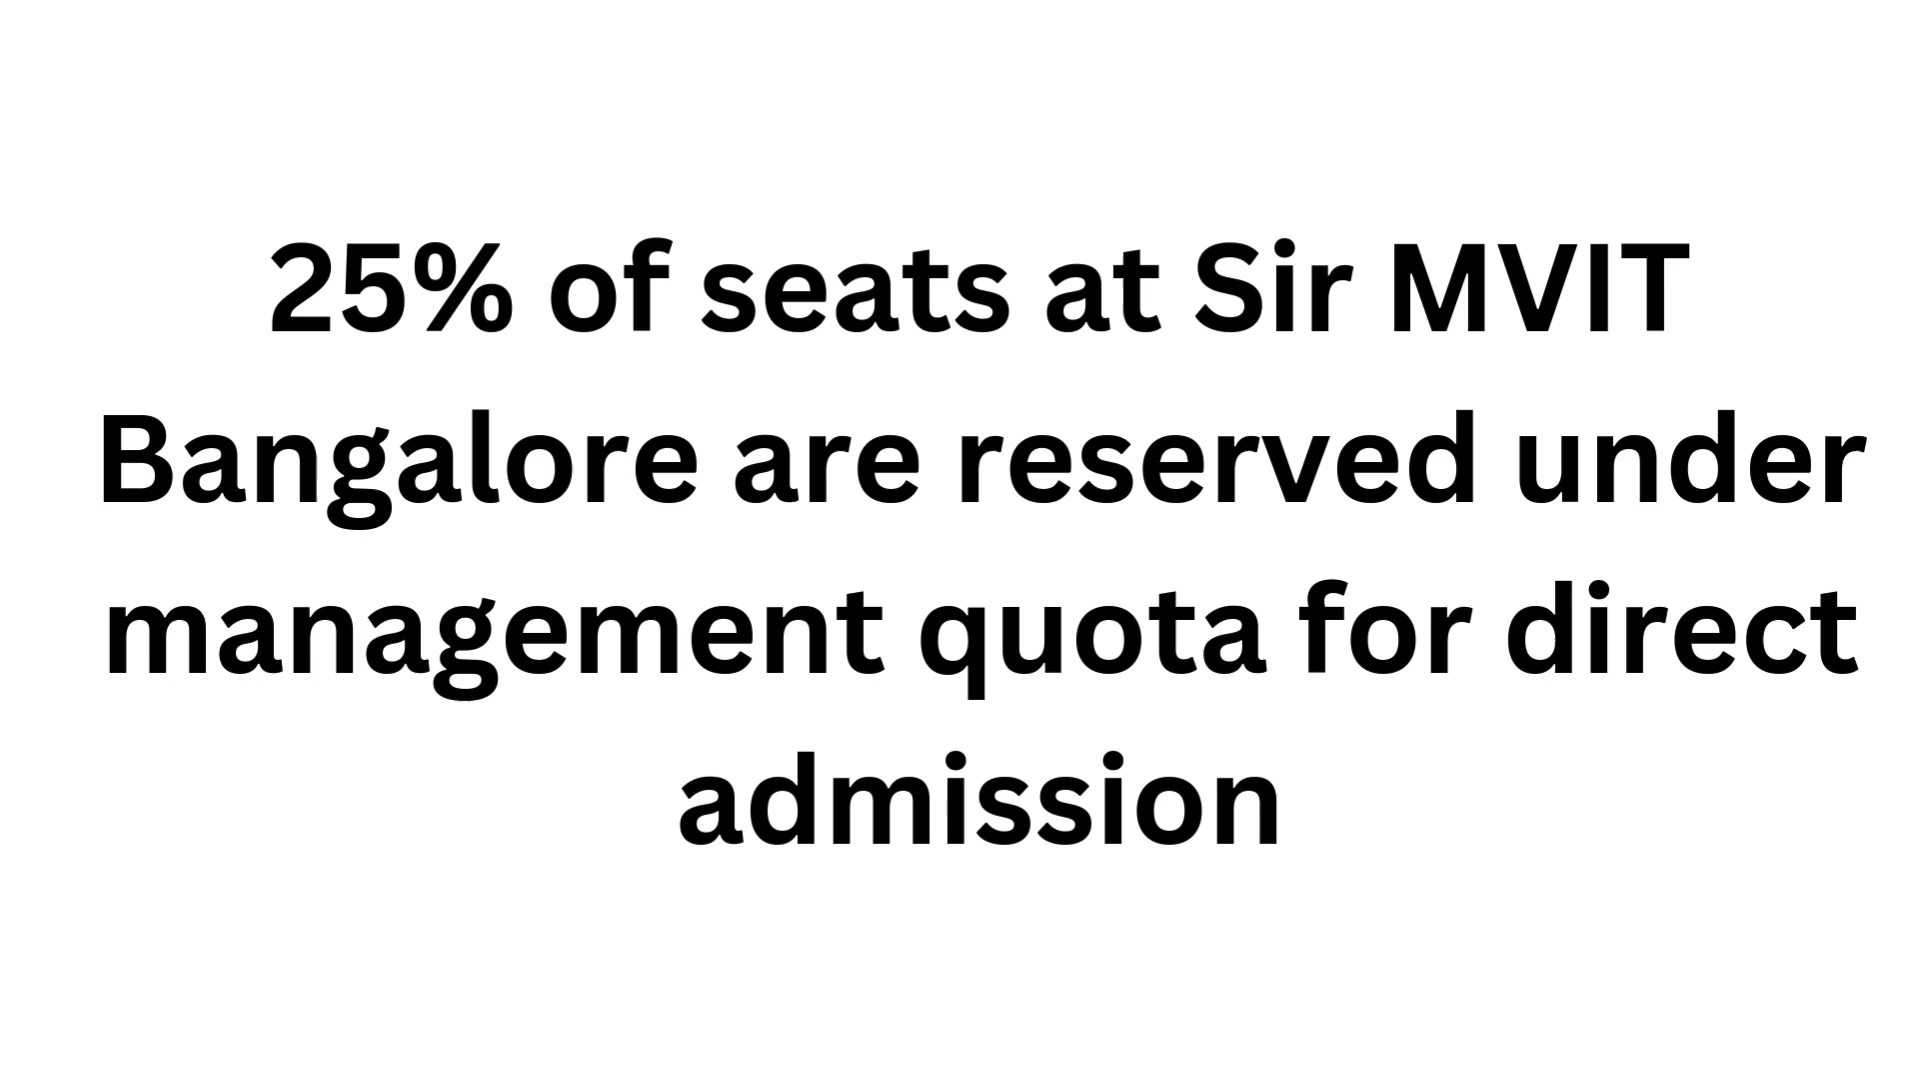 25% of seats at Sir MVIT
Bangalore are reserved under
management quota for direct
admission